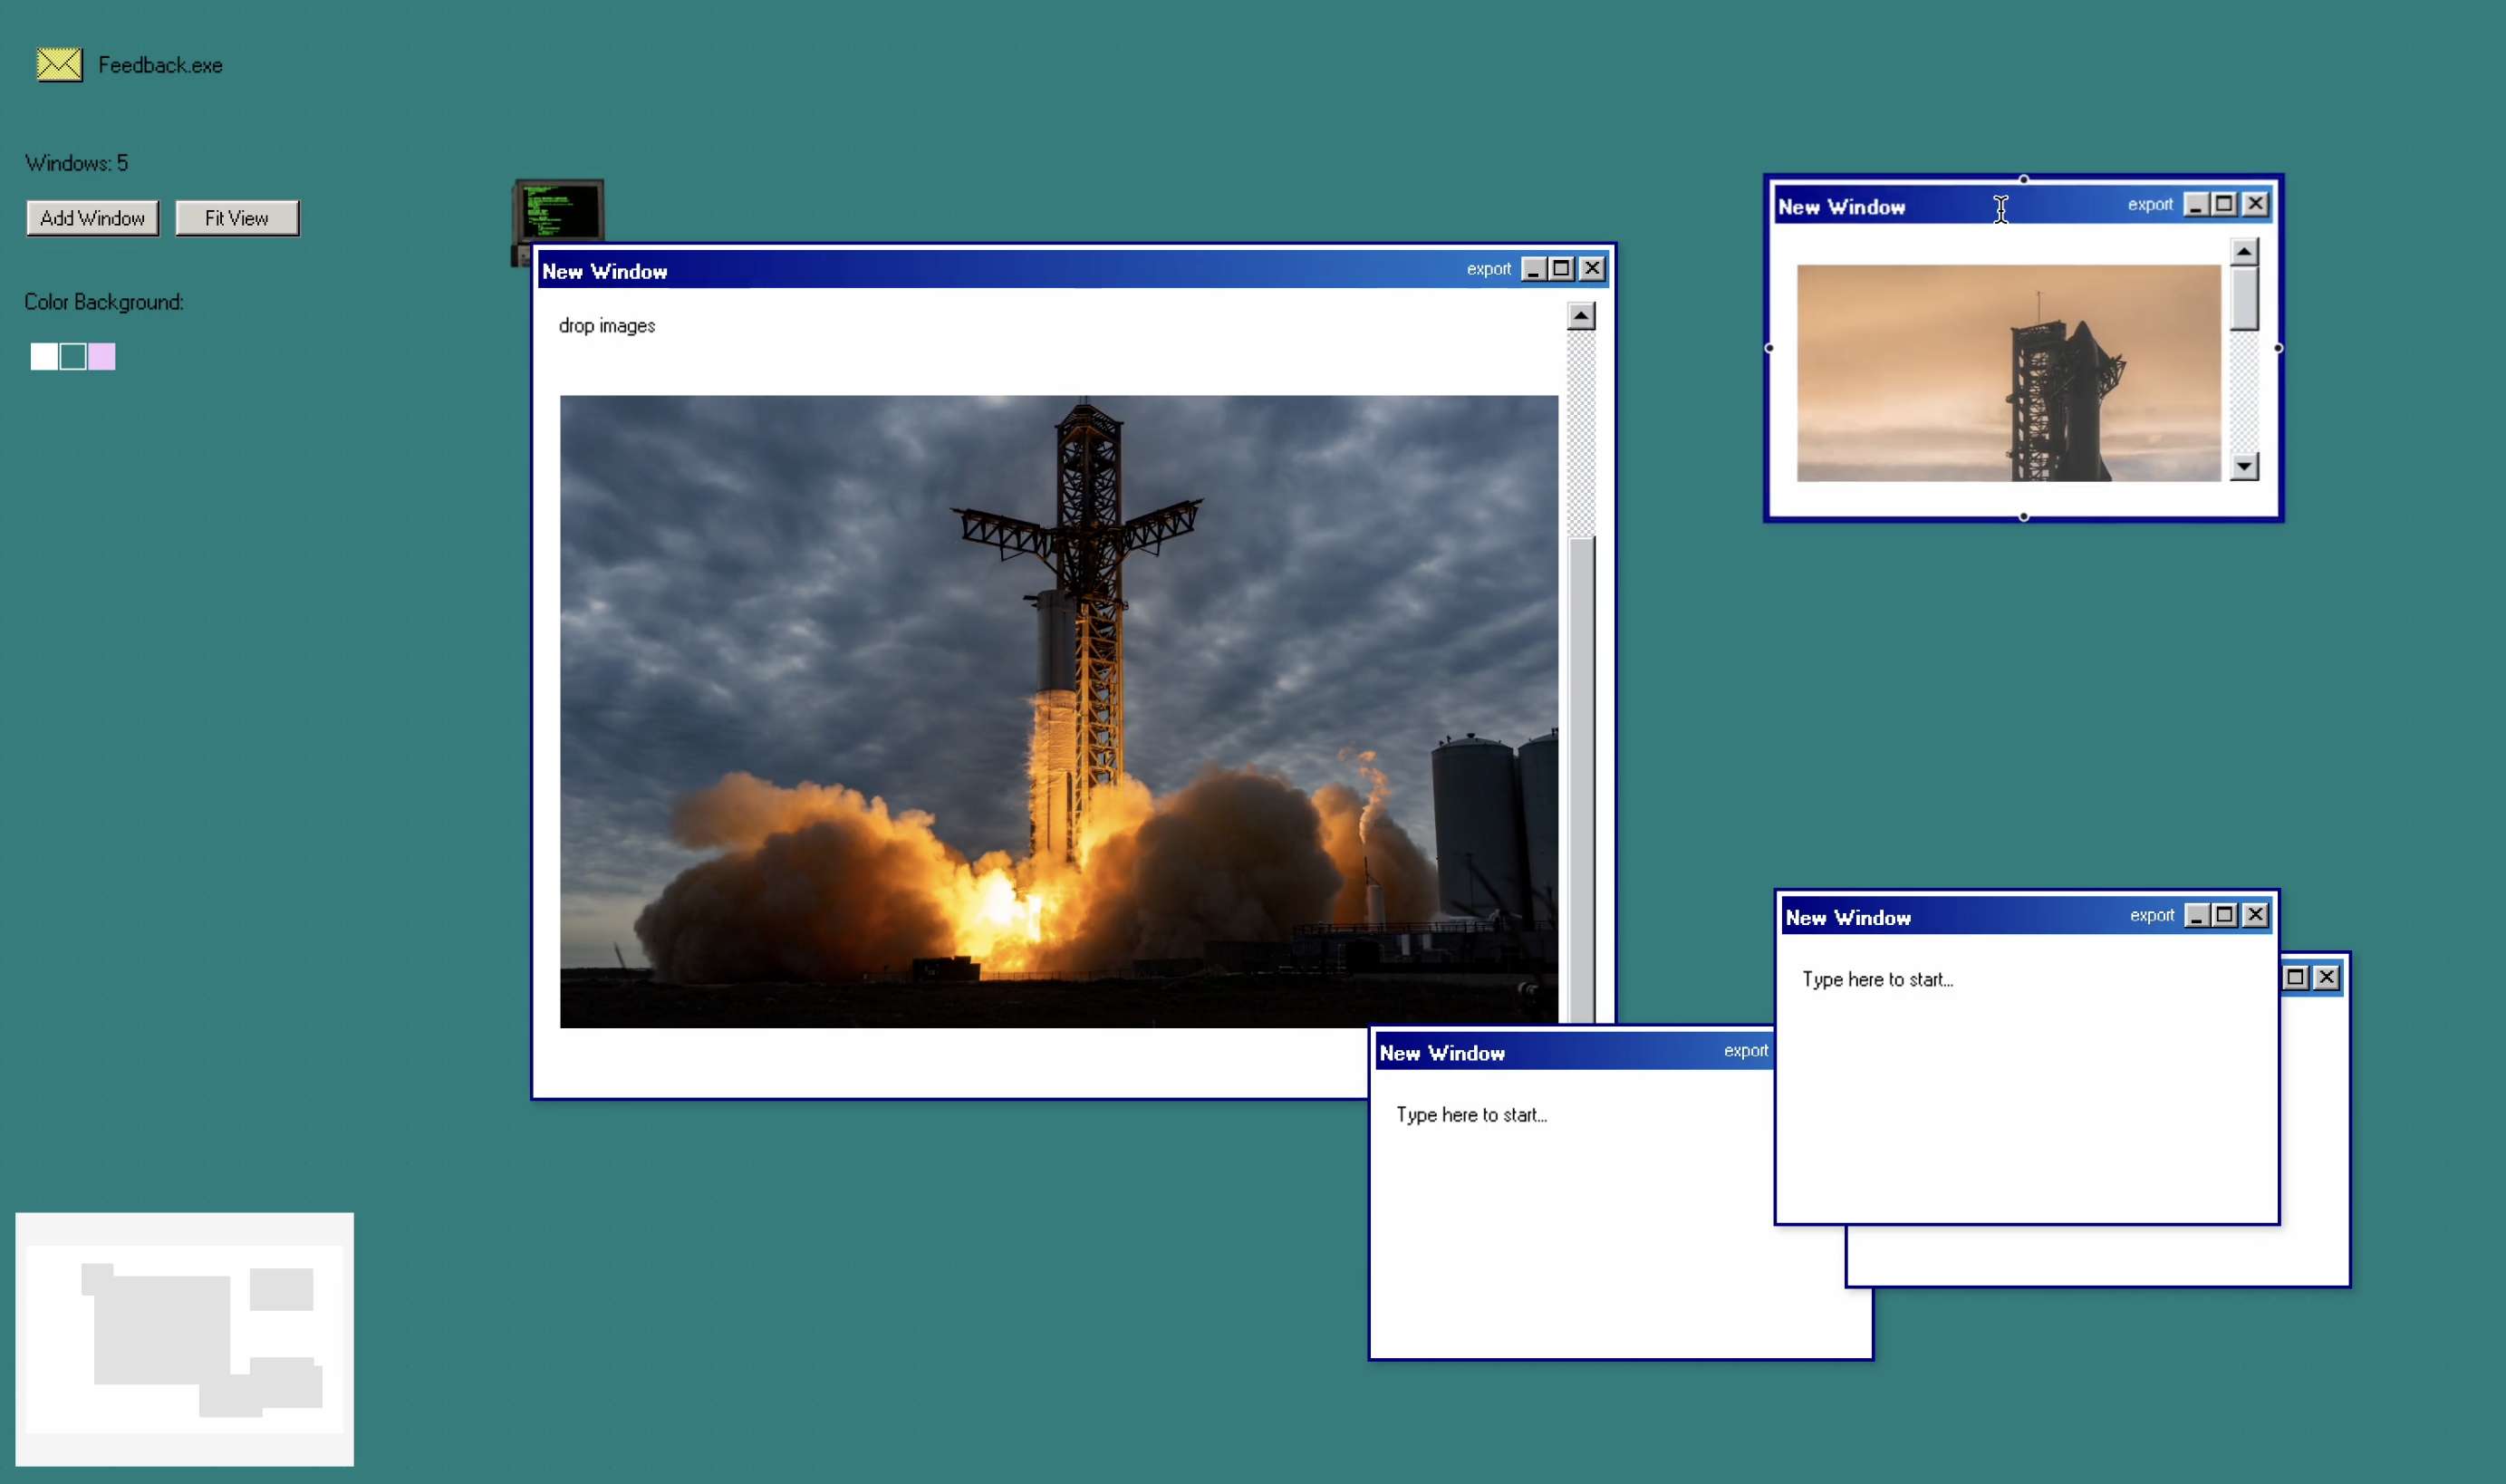 Feedback.exe
Windows: 5
Add Window
Fit View
Color Background:
New Window
export
drop images
New Window
export
New Window
export
Type here to start...
New Window
export
Type here to start...